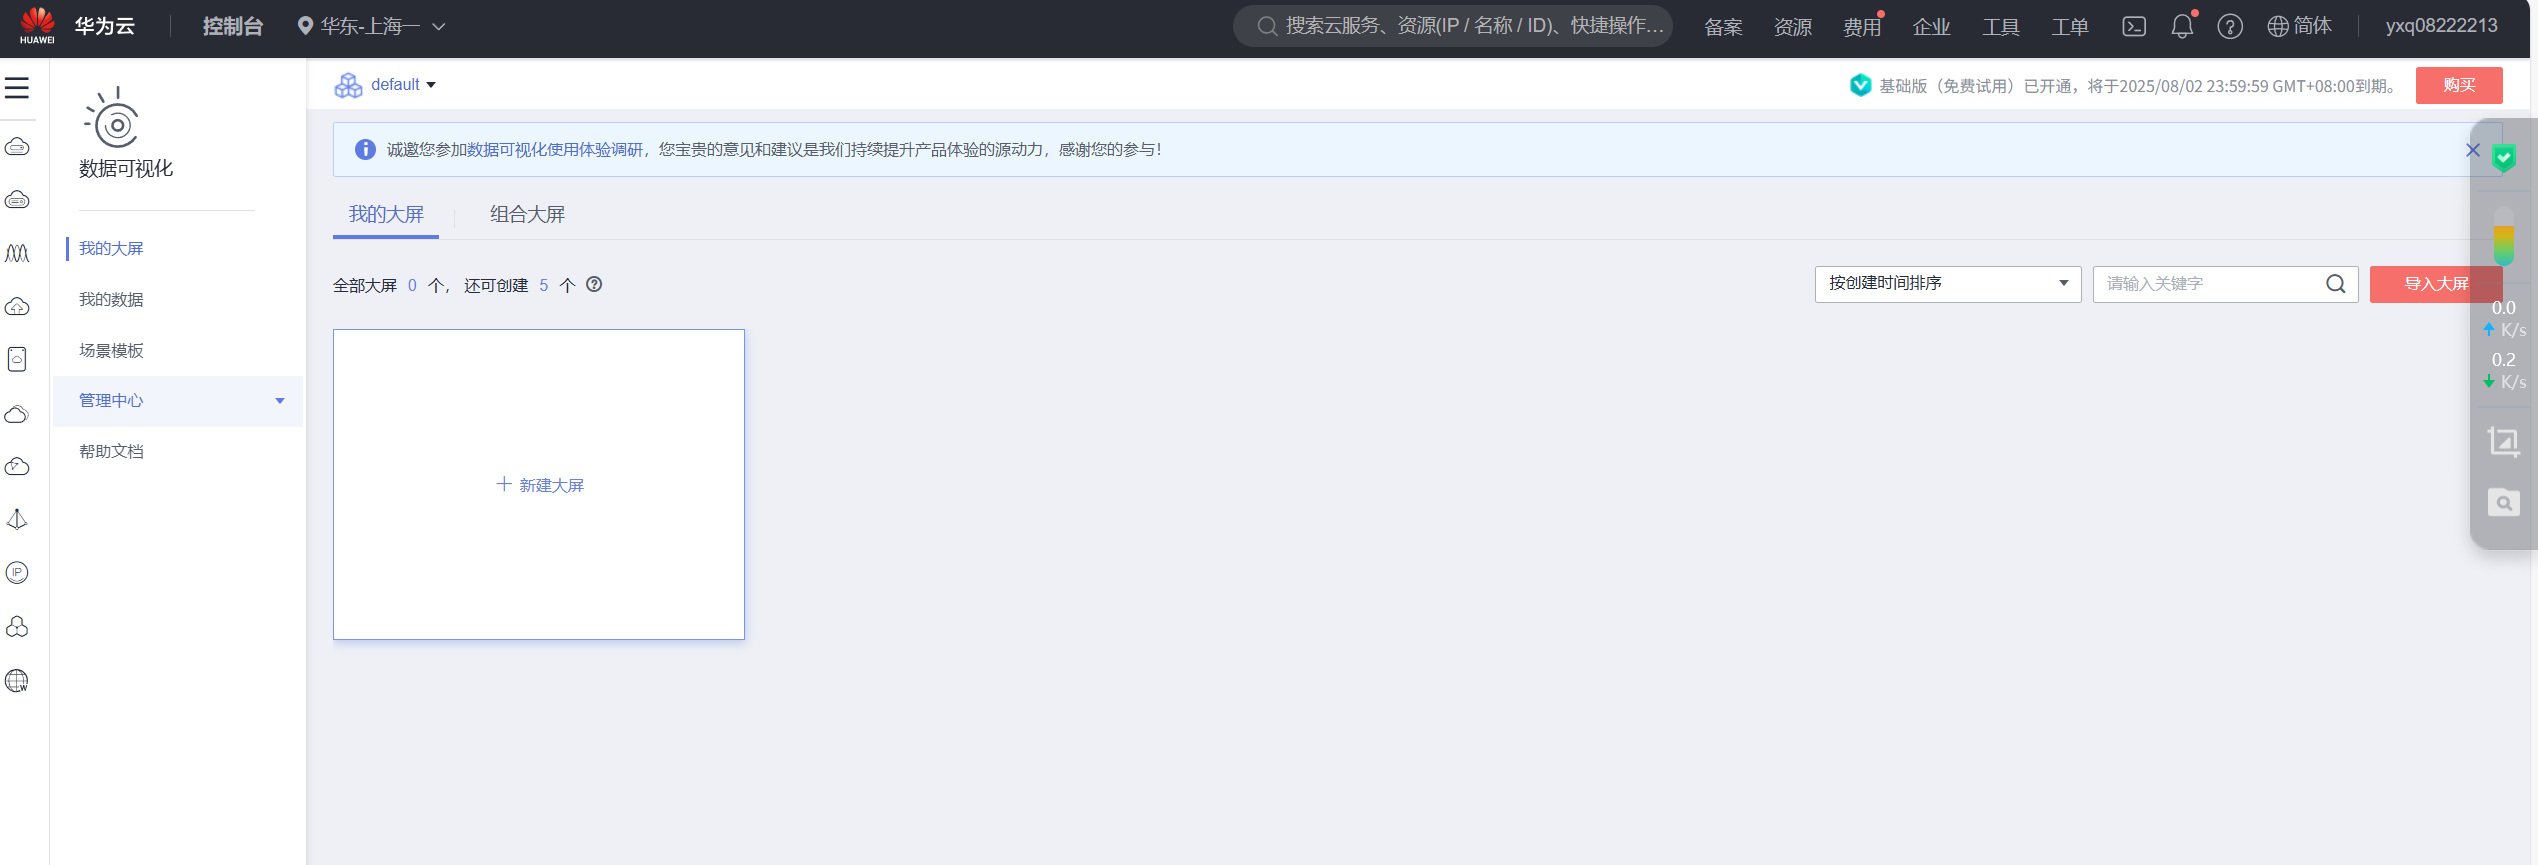 HUAWEI
华为云
控制台
华东-上海一
搜索云服务、资源(IP / 名称 / ID)、快捷操作…
备案
资源
费用
企业
工具
工单
简体
yxq08222213
数据可视化
我的大屏
我的数据
场景模板
管理中心
帮助文档
IP
W
default
基础版（免费试用）已开通，将于2025/08/02 23:59:59 GMT+08:00到期。
购买
诚邀您参加数据可视化使用体验调研，您宝贵的意见和建议是我们持续提升产品体验的源动力，感谢您的参与！
我的大屏
组合大屏
全部大屏 0 个， 还可创建 5 个
按创建时间排序
请输入关键字
导入大屏
新建大屏
0.0
K/s
0.2
K/s